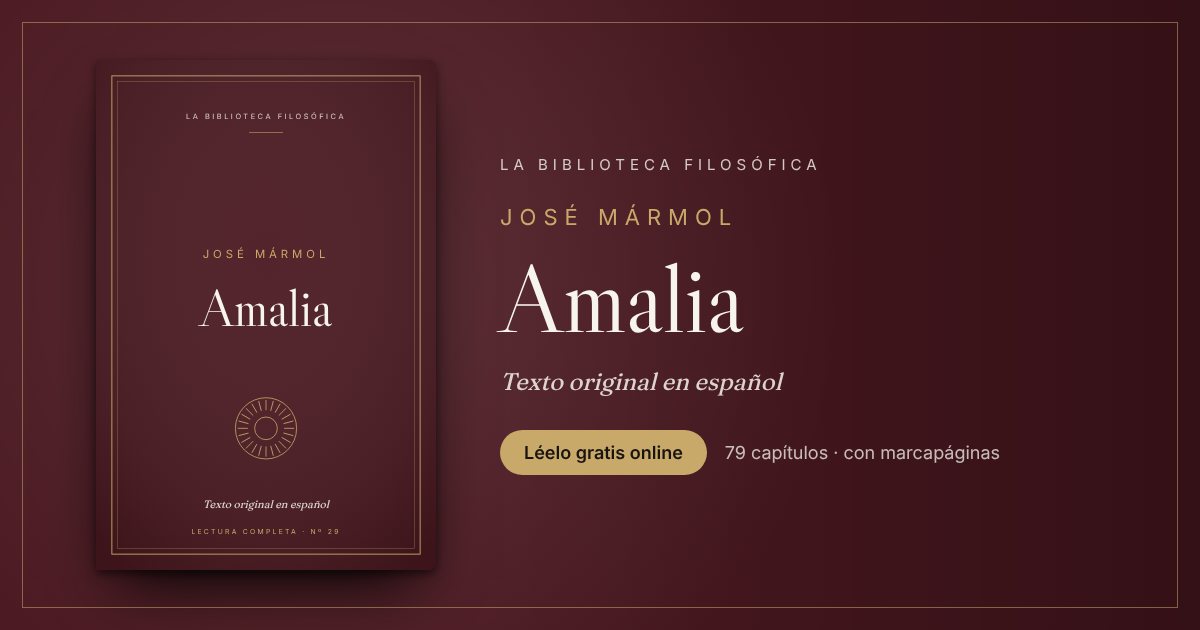 LA BIBLIOTECA FILOSÓFICA
JOSÉ MÁRMOL
Amalia
Texto original en español
LECTURA COMPLETA · Nº 29
LA BIBLIOTECA FILOSÓFICA
JOSÉ MÁRMOL
Amalia
Texto original en español
Léelo gratis online
79 capítulos · con marcapáginas